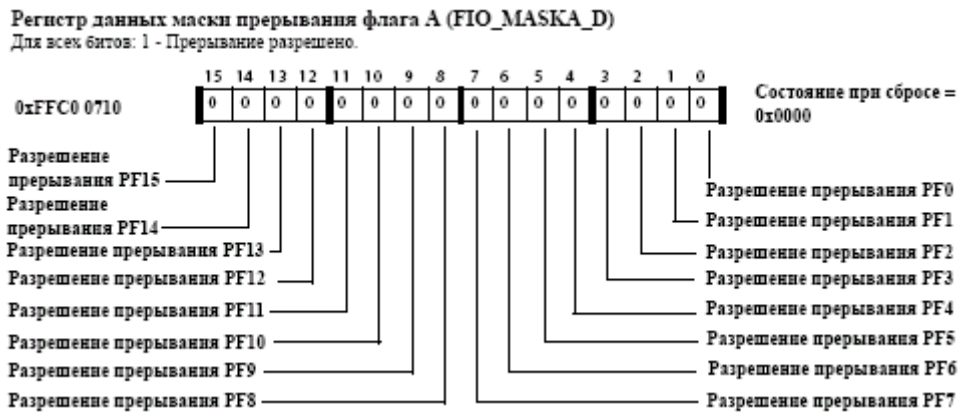 Регистр данных маски прерывания флага A (FIO_MASKA_D)
Для всех битов: 1 - Прерывание разрешено.
15 14 13 12 11 10 9 8 7 6 5 4 3 2 1 0
0xFFC0 0710
0 0 0 0 0 0 0 0 0 0 0 0 0 0 0 0
Состояние при сбросе =
0x0000
Разрешение
прерывания PF15
Разрешение
прерывания PF14
Разрешение прерывания PF13
Разрешение прерывания PF12
Разрешение прерывания PF11
Разрешение прерывания PF10
Разрешение прерывания PF9
Разрешение прерывания PF8
Разрешение прерывания PF0
Разрешение прерывания PF1
Разрешение прерывания PF2
Разрешение прерывания PF3
Разрешение прерывания PF4
Разрешение прерывания PF5
Разрешение прерывания PF6
Разрешение прерывания PF7